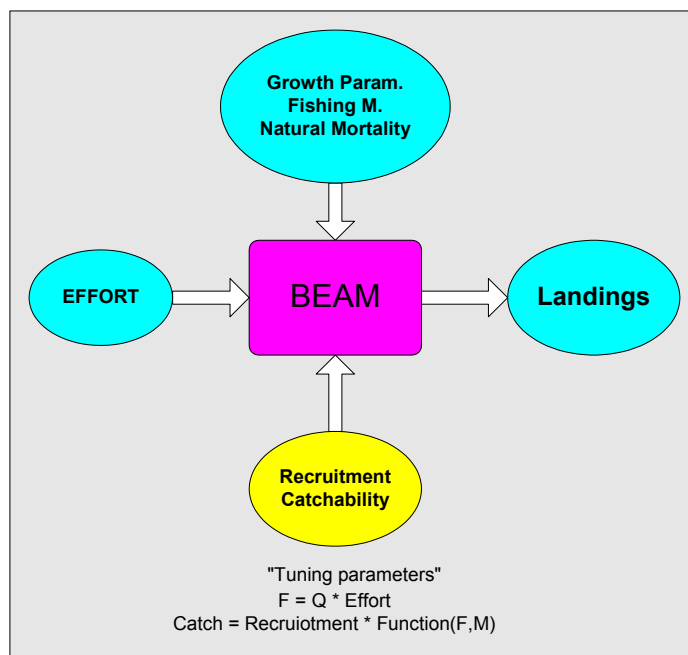 Growth Param.
Fishing M.
Natural Mortality
EFFORT
BEAM
Landings
Recruitment
Catchability
"Tuning parameters"
F = Q * Effort
Catch = Recruiotment * Function(F,M)